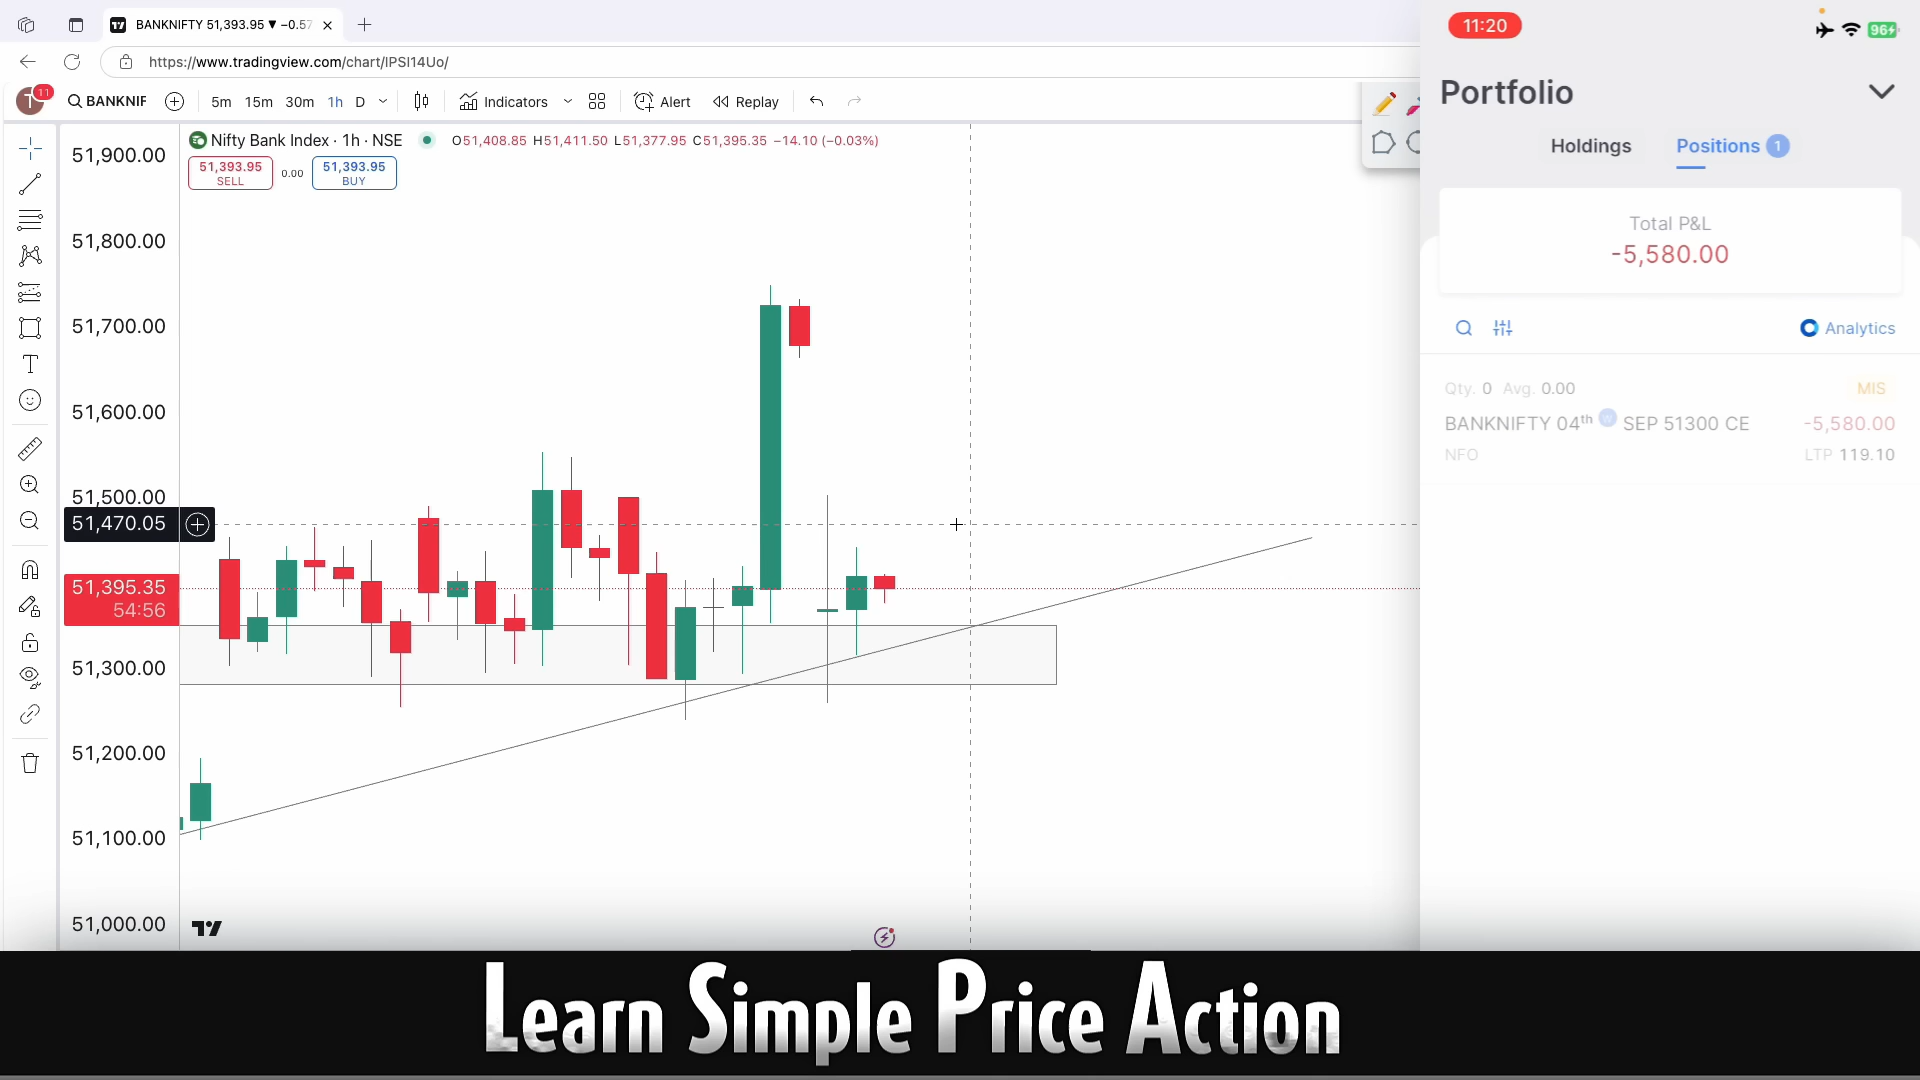 BANKNIFTY 51,393.95 ▼ −0.57
https://www.tradingview.com/chart/IPSI14Uo/
T 11 BANKNIF 5m 15m 30m 1h D Indicators Alert Replay
Nifty Bank Index · 1h · NSE O51,408.85 H51,411.50 L51,377.95 C51,395.35 −14.10 (−0.03%)
51,393.95 SELL 0.00 51,393.95 BUY
51,900.00
51,800.00
51,700.00
51,600.00
51,500.00
51,470.05
51,395.35
54:56
51,300.00
51,200.00
51,100.00
51,000.00
11:20 96
Portfolio
Holdings Positions 1
Total P&L
-5,580.00
Analytics
Qty. 0 Avg. 0.00 MIS
BANKNIFTY 04th w SEP 51300 CE -5,580.00
NFO LTP 119.10
Learn Simple Price Action